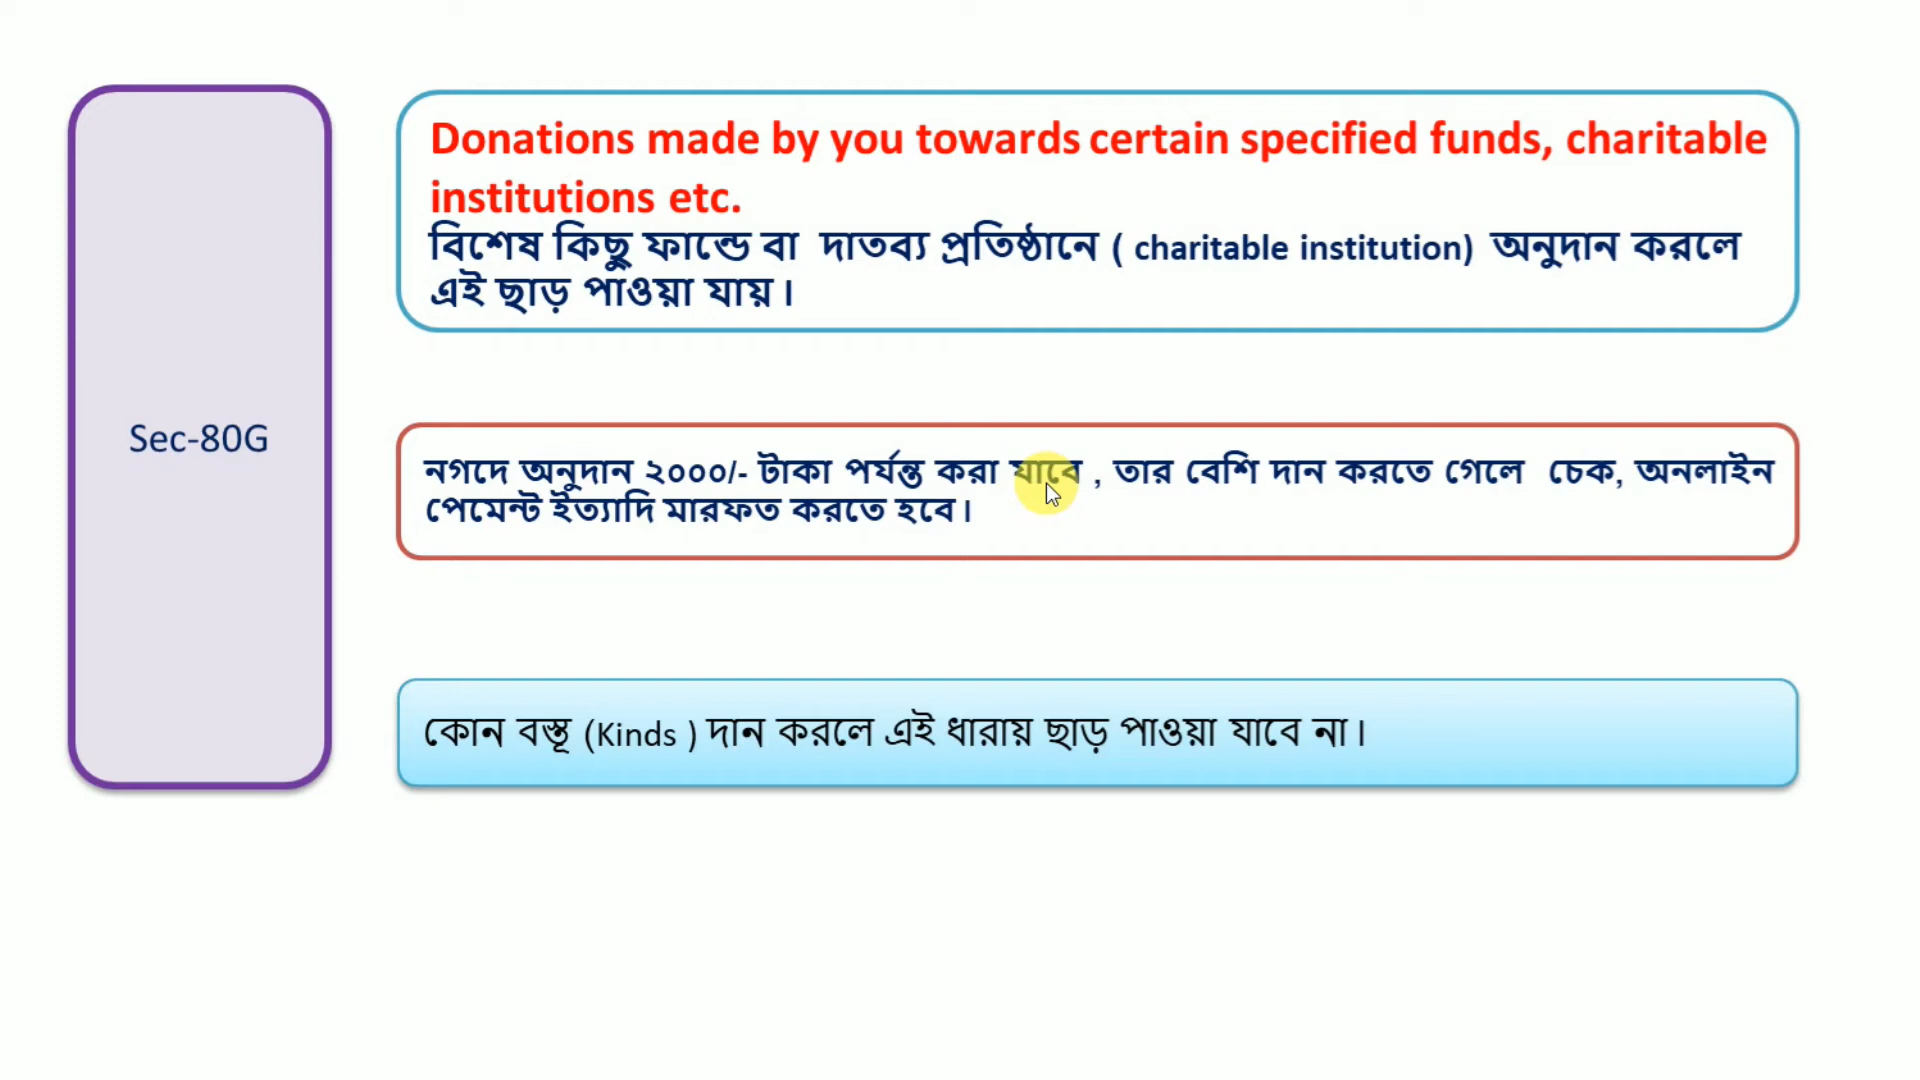 Sec-80G
Donations made by you towards certain specified funds, charitable
institutions etc.
বিশেষ কিছু ফান্ডে বা দাতব্য প্রতিষ্ঠানে ( charitable institution) অনুদান করলে
এই ছাড় পাওয়া যায়।
নগদে অনুদান ২০০০/- টাকা পর্যন্ত করা যাবে , তার বেশি দান করতে গেলে চেক, অনলাইন
পেমেন্ট ইত্যাদি মারফত করতে হবে।
কোন বস্তূ (Kinds ) দান করলে এই ধারায় ছাড় পাওয়া যাবে না।